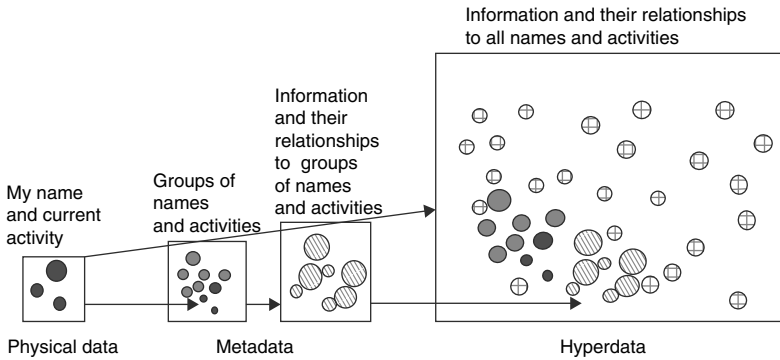 Information and their relationships
to all names and activities
Information
and their
relationships
to groups
of names
and activities
Groups of
names
and activities
My name
and current
activity
Physical data
Metadata
Hyperdata